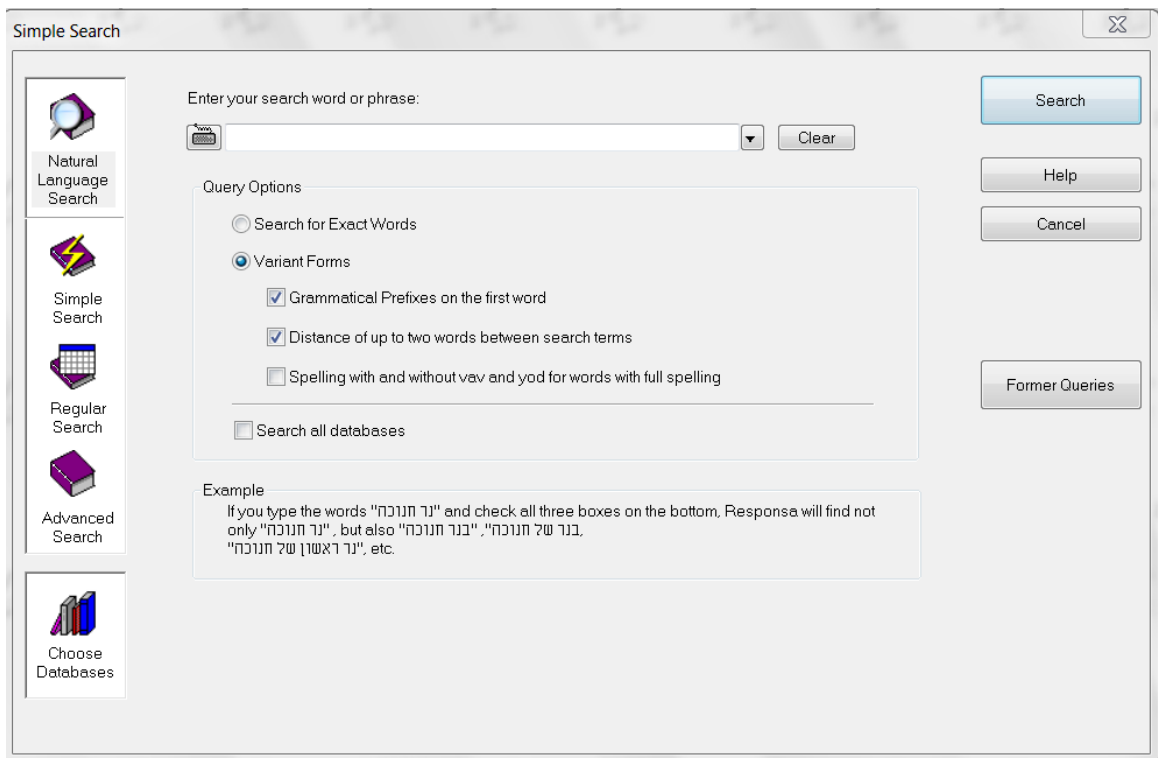 Simple Search
Natural
Language
Search
Simple
Search
Regular
Search
Advanced
Search
Choose
Databases
Enter your search word or phrase:
Clear
Query Options
Search for Exact Words
Variant Forms
Grammatical Prefixes on the first word
Distance of up to two words between search terms
Spelling with and without vav and yod for words with full spelling
Search all databases
Example
If you type the words "נר חנוכה" and check all three boxes on the bottom, Responsa will find not
only "נר חנוכה", but also "בנר חנוכה", "בנר של חנוכה,
"נר ראשון של חנוכה", etc.
Search
Help
Cancel
Former Queries